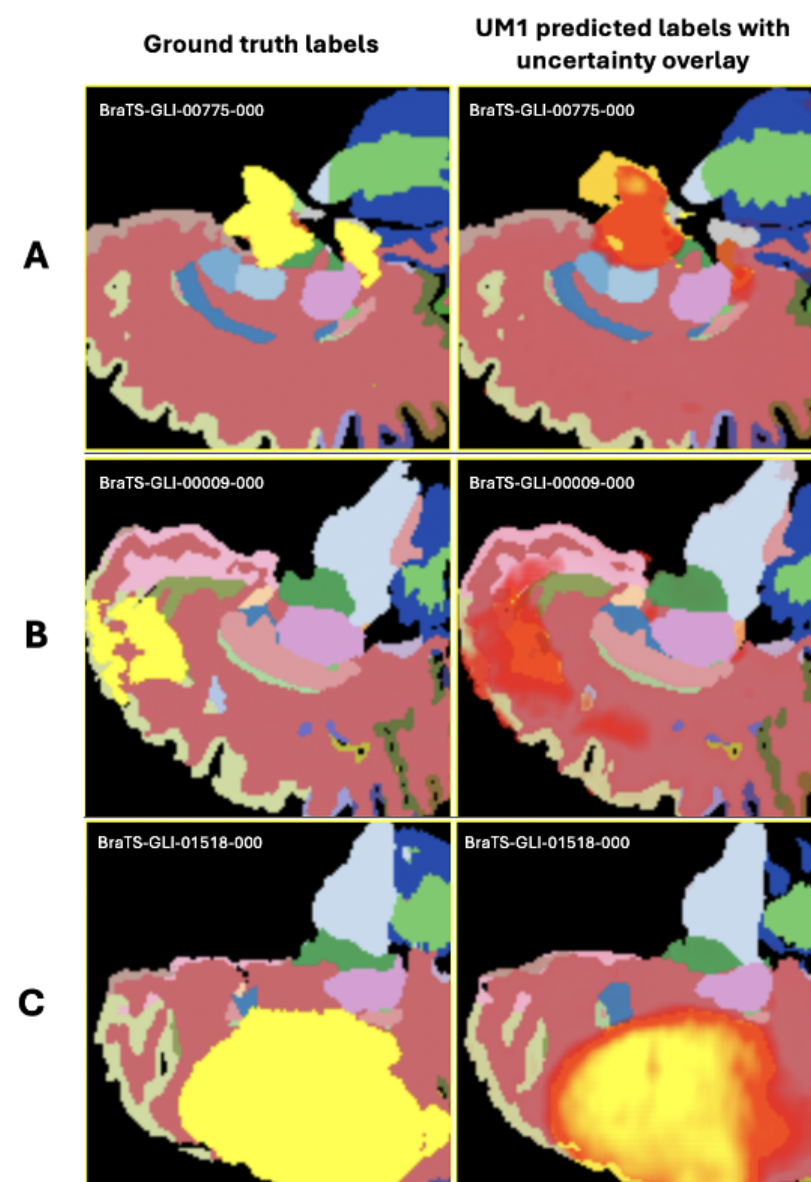 Ground truth labels
UM1 predicted labels with
uncertainty overlay
BraTS-GLI-00775-000
BraTS-GLI-00775-000
A
BraTS-GLI-00009-000
BraTS-GLI-00009-000
B
BraTS-GLI-01518-000
BraTS-GLI-01518-000
C